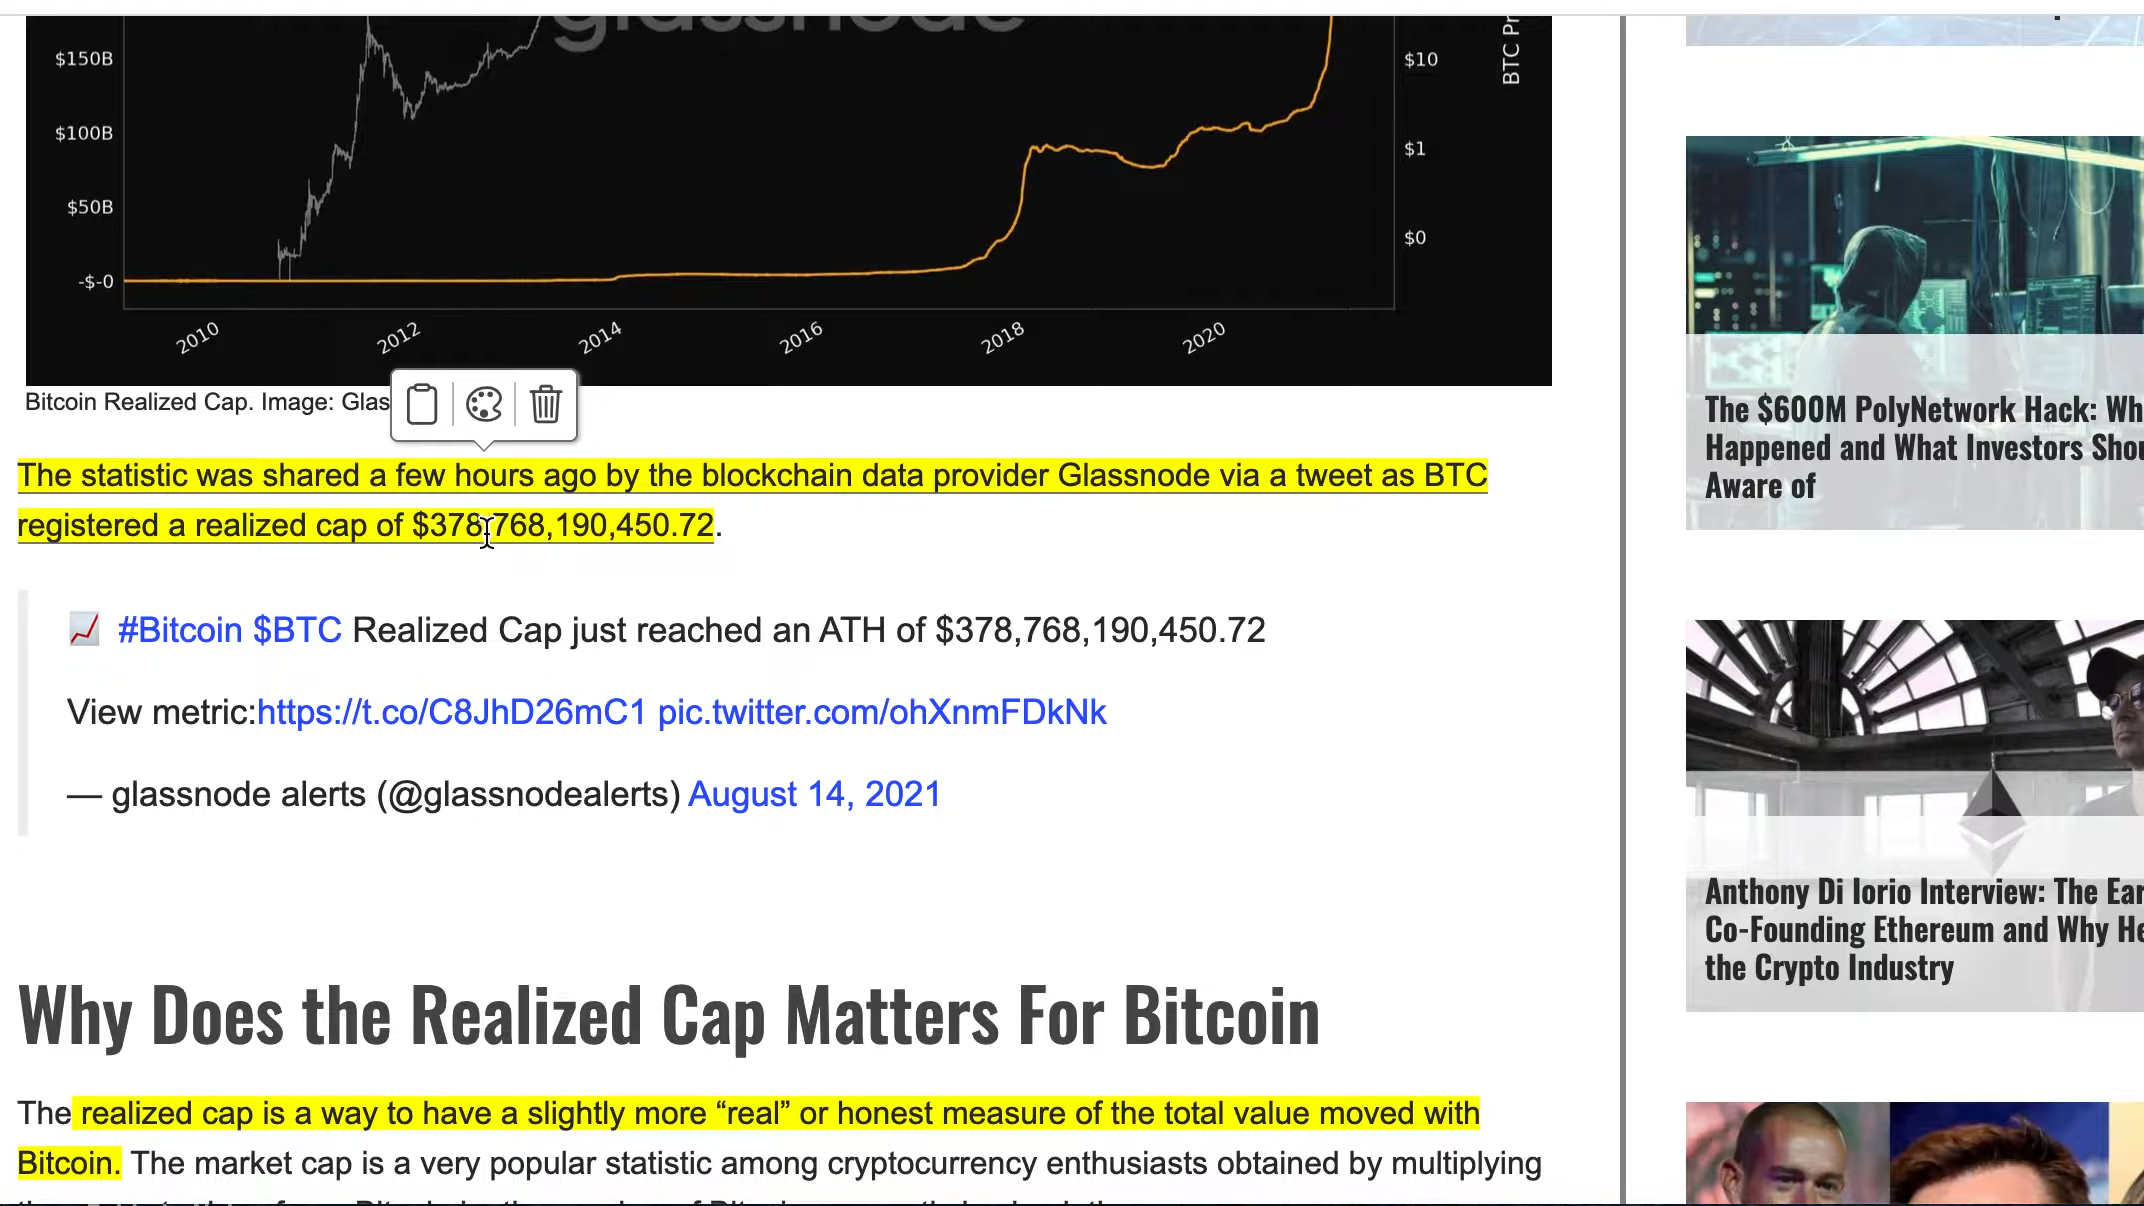 glassnode
$150B
$100B
$50B
-$-0
$10
$1
$0
BTC Pr
2010
2012
2014
2016
2018
2020
Bitcoin Realized Cap. Image: Glas
The statistic was shared a few hours ago by the blockchain data provider Glassnode via a tweet as BTC
registered a realized cap of $378,768,190,450.72.
#Bitcoin $BTC Realized Cap just reached an ATH of $378,768,190,450.72
View metric:https://t.co/C8JhD26mC1 pic.twitter.com/ohXnmFDkNk
— glassnode alerts (@glassnodealerts) August 14, 2021
Why Does the Realized Cap Matters For Bitcoin
The realized cap is a way to have a slightly more “real” or honest measure of the total value moved with
Bitcoin. The market cap is a very popular statistic among cryptocurrency enthusiasts obtained by multiplying
The $600M PolyNetwork Hack: Wh
Happened and What Investors Shou
Aware of
Anthony Di Iorio Interview: The Ear
Co-Founding Ethereum and Why He
the Crypto Industry